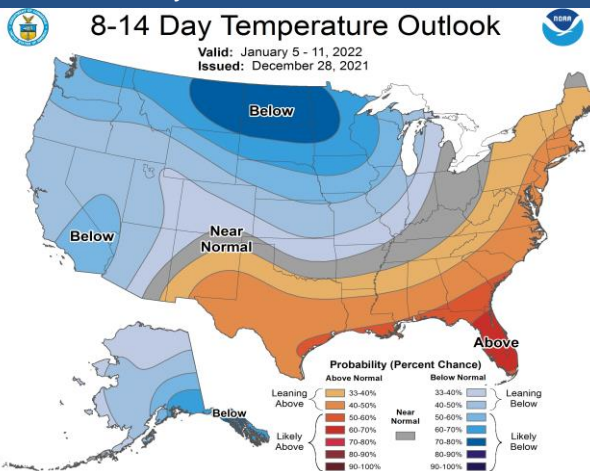 8-14 Day Temperature Outlook
NOAA
Valid: January 5 - 11, 2022
Issued: December 28, 2021
Below
Below
Near
Normal
Above
Below
Probability (Percent Chance)
Above Normal
Below Normal
Leaning
Above
33-40%
40-50%
Likely
Above
50-60%
60-70%
70-80%
80-90%
90-100%
Near
Normal
33-40%
40-50%
Leaning
Below
50-60%
60-70%
70-80%
80-90%
90-100%
Likely
Below